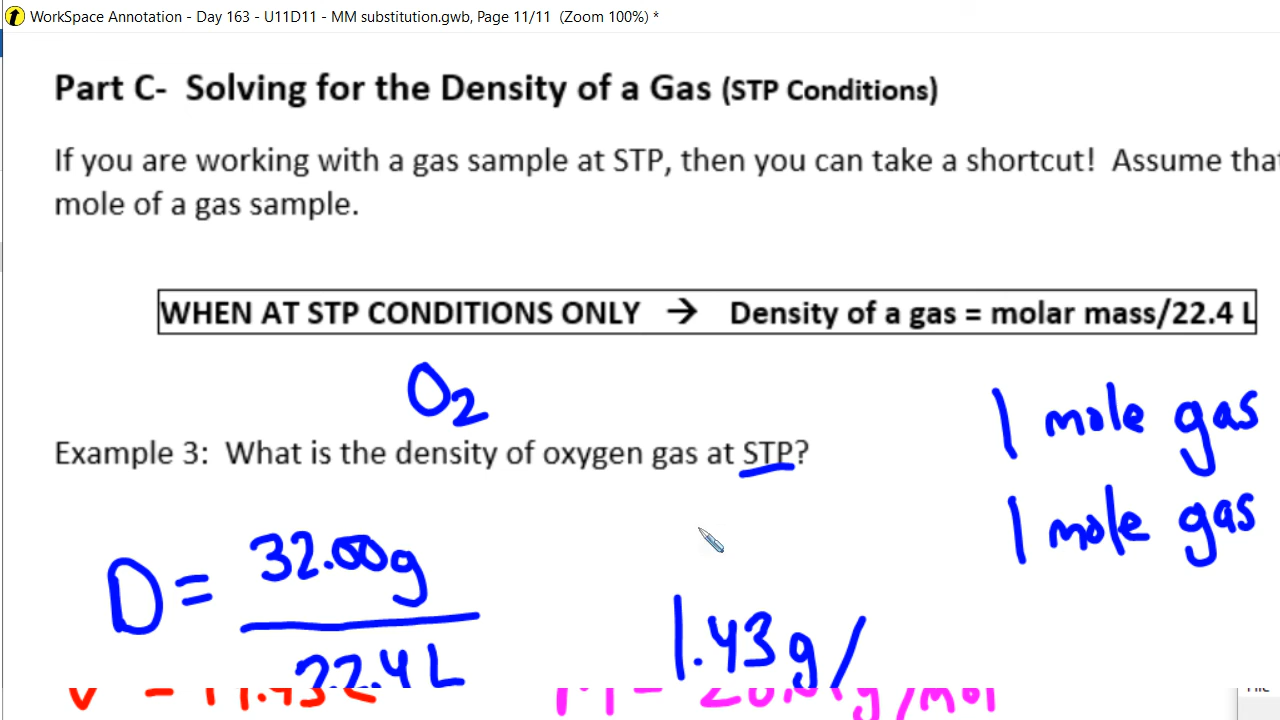 WorkSpace Annotation - Day 163 - U11D11 - MM substitution.gwb, Page 11/11 (Zoom 100%) *
Part C- Solving for the Density of a Gas (STP Conditions)
If you are working with a gas sample at STP, then you can take a shortcut! Assume tha
mole of a gas sample.
WHEN AT STP CONDITIONS ONLY → Density of a gas = molar mass/22.4 L
O2
1 mole gas
Example 3: What is the density of oxygen gas at STP?
1 mole gas
D = 32.00g
22.4 L
1.43 g/